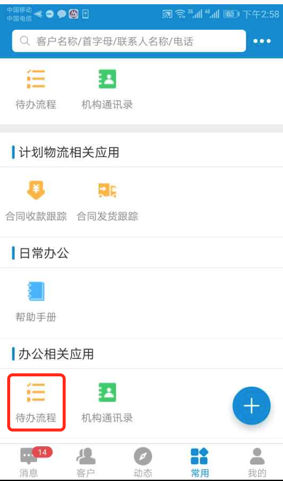 中国移动
中国电信
下午2:58
客户名称/首字母/联系人名称/电话
待办流程 机构通讯录
计划物流相关应用
合同收款跟踪 合同发货跟踪
日常办公
帮助手册
办公相关应用
待办流程 机构通讯录
14
消息 客户 动态 常用 我的